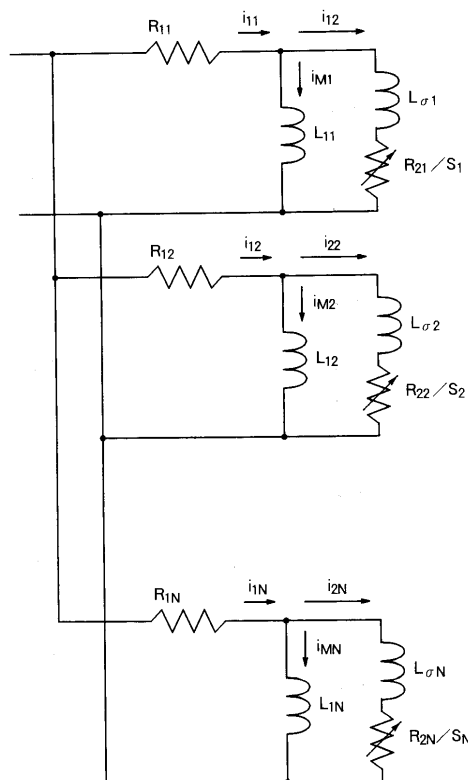 R11 i11 i12
iM1 Lσ1
L11
R21/S1
R12 i12 i22
iM2 Lσ2
L12
R22/S2
R1N i1N i2N
iMN LσN
L1N
R2N/SN